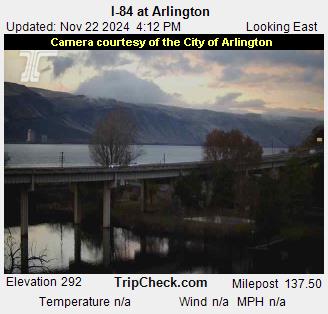 I-84 at Arlington
Updated: Nov 22 2024  4:12 PM    Looking East
Camera courtesy of the City of Arlington
Elevation 292    TripCheck.com    Milepost 137.50
Temperature n/a    Wind n/a  MPH n/a